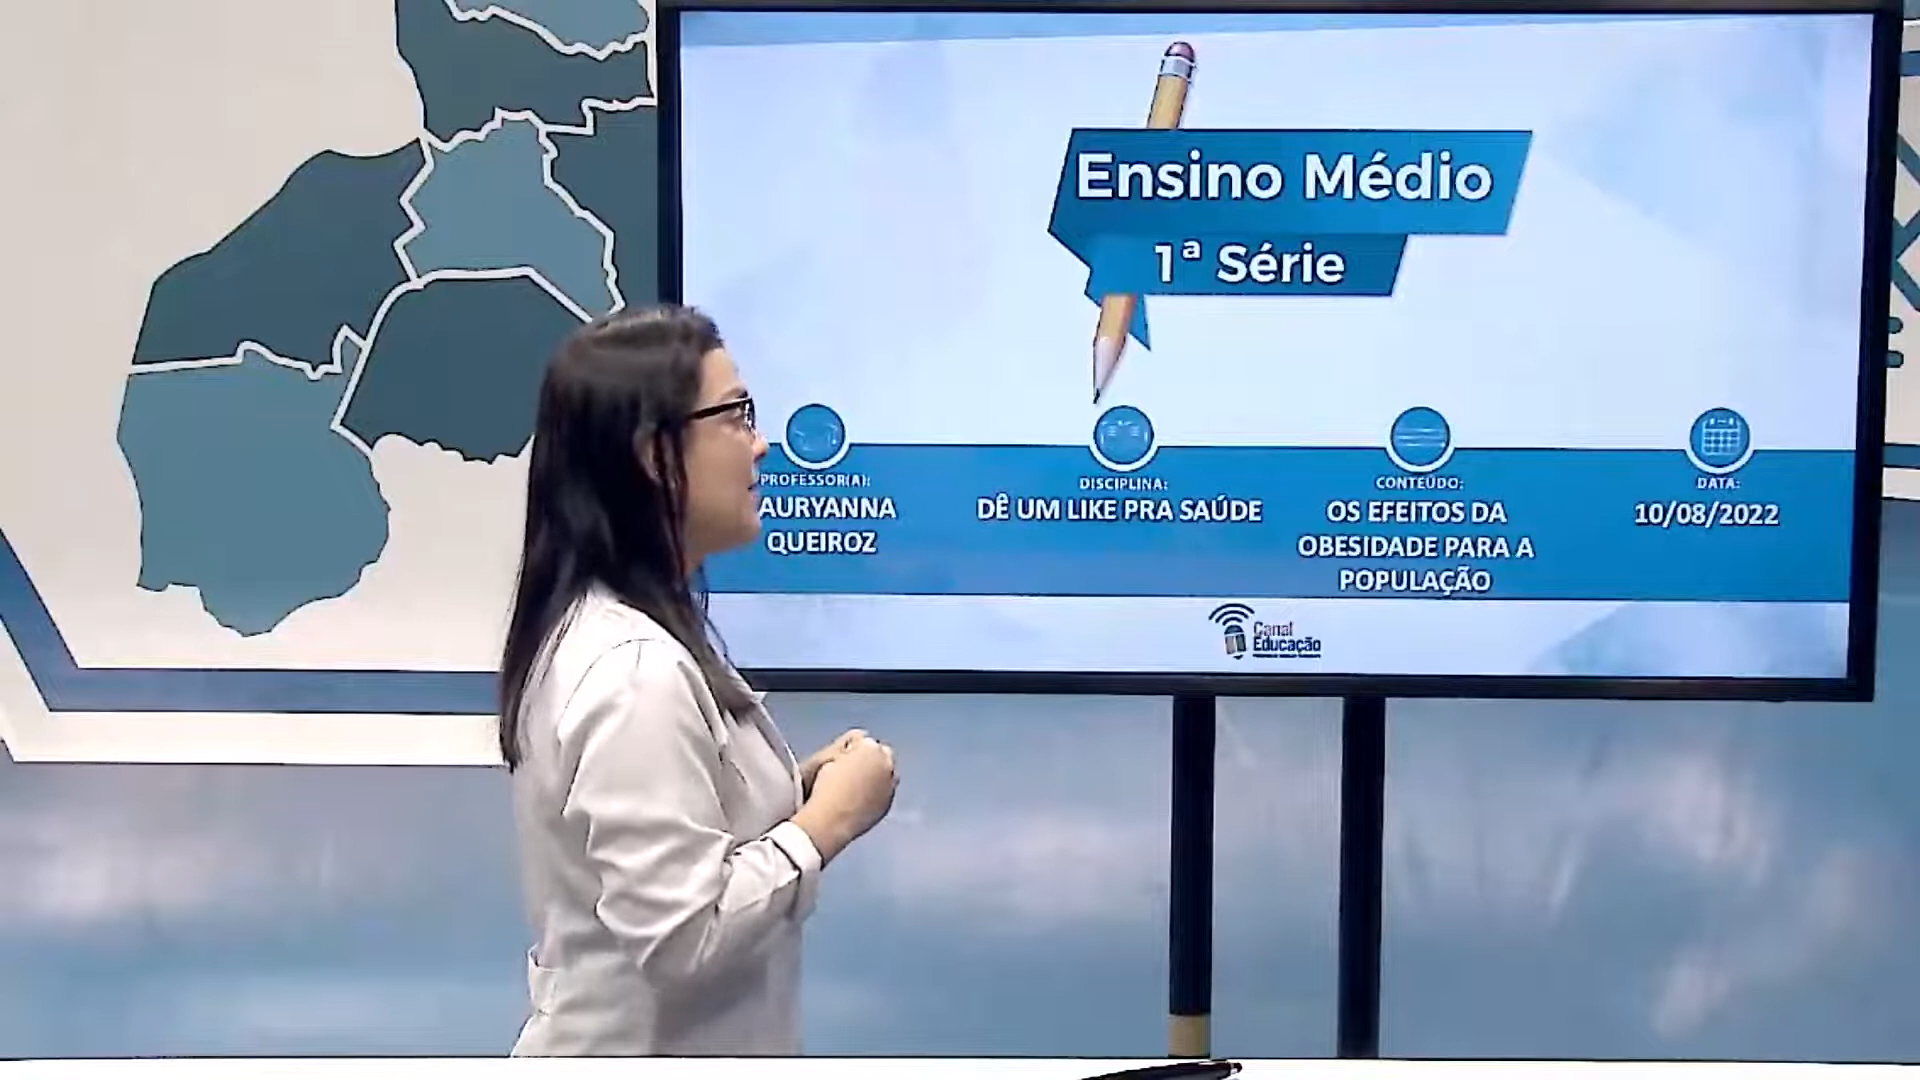 Ensino Médio
1ª Série
PROFESSOR(A):
AURYANNA
QUEIROZ
DISCIPLINA:
DÊ UM LIKE PRA SAÚDE
CONTEÚDO:
OS EFEITOS DA
OBESIDADE PARA A
POPULAÇÃO
DATA:
10/08/2022
Canal
Educação